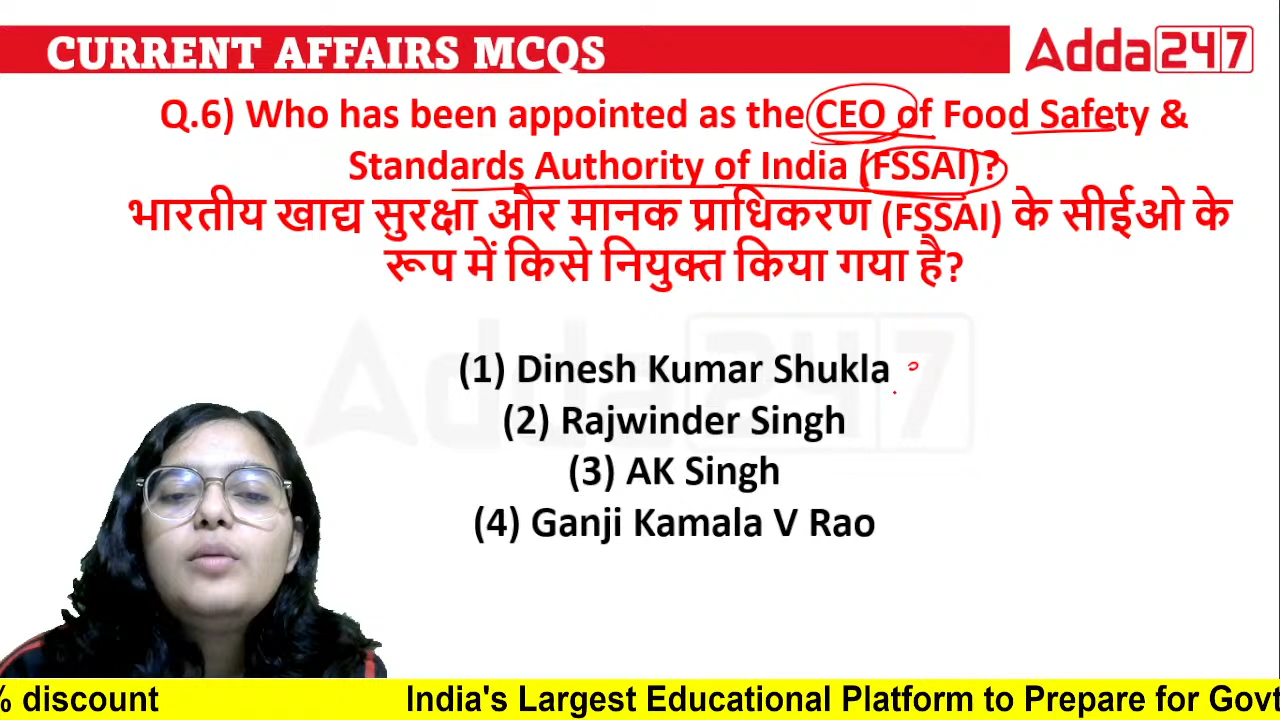 CURRENT AFFAIRS MCQS
Adda247
Q.6) Who has been appointed as the CEO of Food Safety &
Standards Authority of India (FSSAI)?
भारतीय खाद्य सुरक्षा और मानक प्राधिकरण (FSSAI) के सीईओ के
रूप में किसे नियुक्त किया गया है?
Adda247
(1) Dinesh Kumar Shukla
(2) Rajwinder Singh
(3) AK Singh
(4) Ganji Kamala V Rao
% discount India's Largest Educational Platform to Prepare for Govt